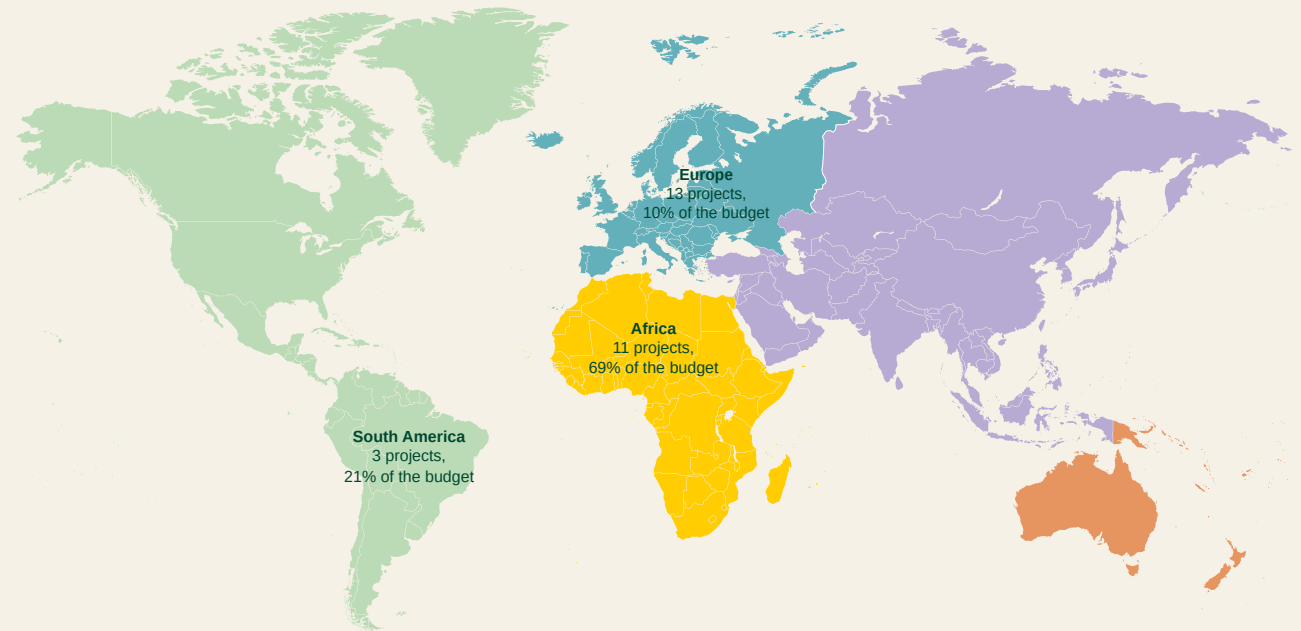 Europe
13 projects,
10% of the budget
Africa
11 projects,
69% of the budget
South America
3 projects,
21% of the budget